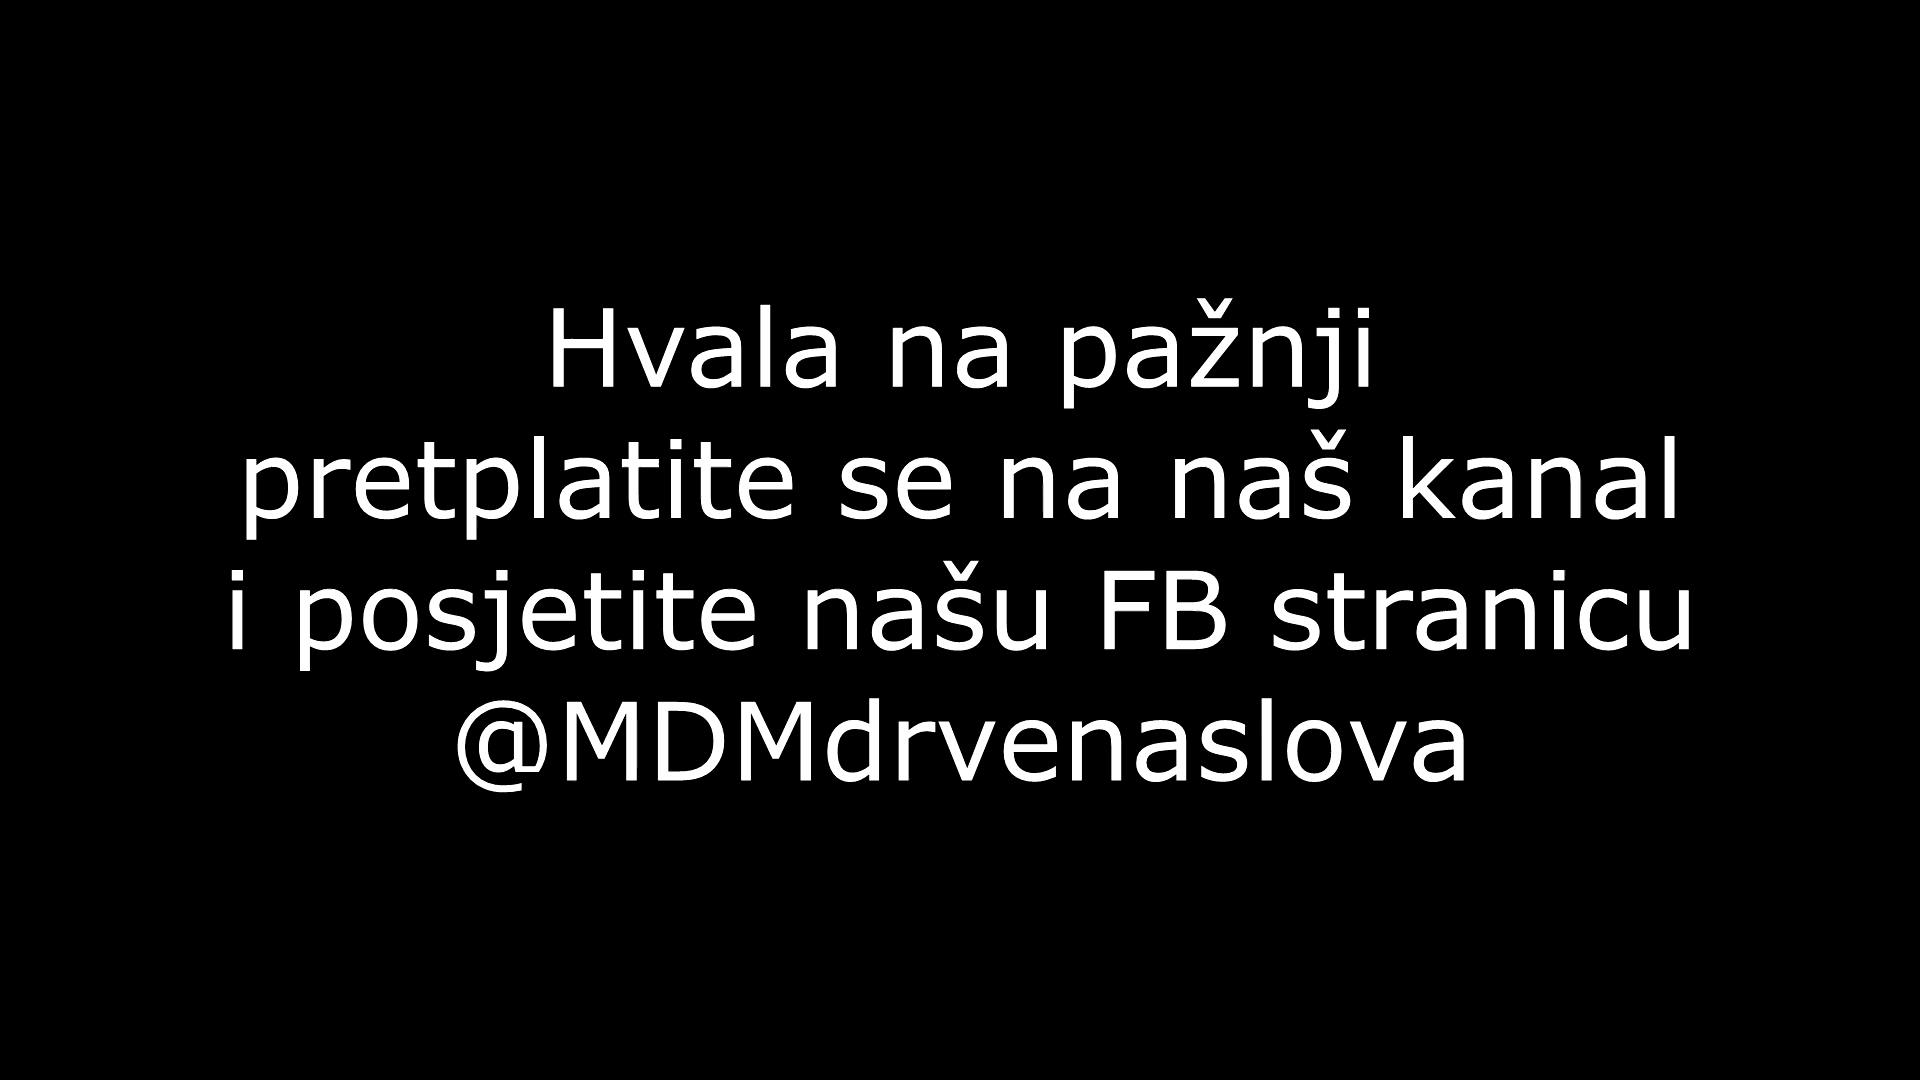 Hvala na pažnji
pretplatite se na naš kanal
i posjetite našu FB stranicu
@MDMdrvenaslova